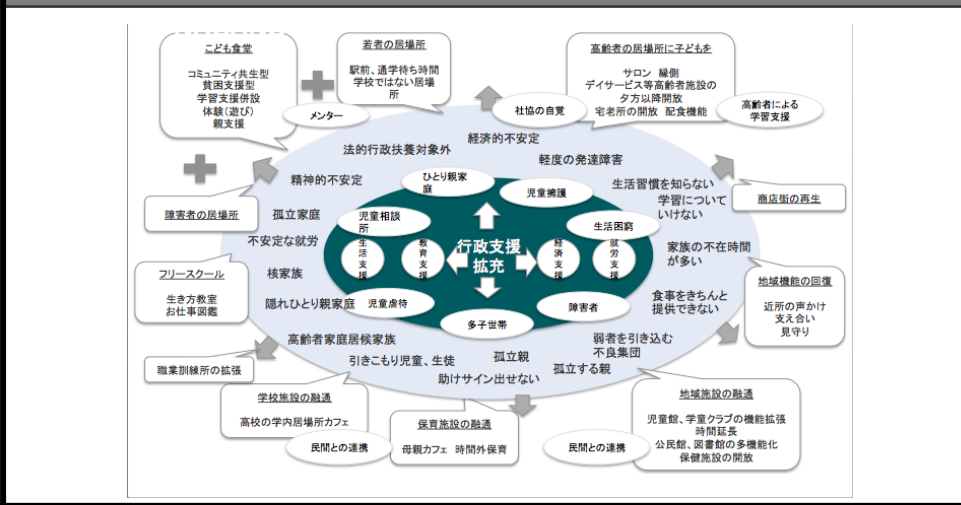 こども食堂
コミュニティ共生型
貧困支援型
学習支援併設
体験(遊び)
親支援
若者の居場所
駅前、通学待ち時間
学校ではない居場
所
メンター
高齢者の居場所に子どもを
サロン 縁側
デイサービス等高齢者施設の
夕方以降開放
宅老所の開放 配食機能
社協の自覚
高齢者による
学習支援
経済的不安定
法的行政扶養対象外
軽度の発達障害
精神的不安定
ひとり親家
庭
児童擁護
生活習慣を知らない
学習について
いけない
商店街の再生
障害者の居場所
孤立家庭
児童相談
所
生活困窮
不安定な就労
生活支援
教育支援
行政支援
拡充
経済支援
就労支援
家族の不在時間
が多い
フリースクール
生き方教室
お仕事図鑑
核家族
地域機能の回復
近所の声かけ
支え合い
見守り
隠れひとり親家庭
児童虐待
障害者
食事をきちんと
提供できない
多子世帯
高齢者家庭居候家族
弱者を引き込む
不良集団
引きこもり児童、生徒
孤立親
孤立する親
助けサイン出せない
職業訓練所の拡張
学校施設の融通
高校の学内居場所カフェ
民間との連携
保育施設の融通
母親カフェ 時間外保育
民間との連携
地域施設の融通
児童館、学童クラブの機能拡張
時間延長
公民館、図書館の多機能化
保健施設の開放